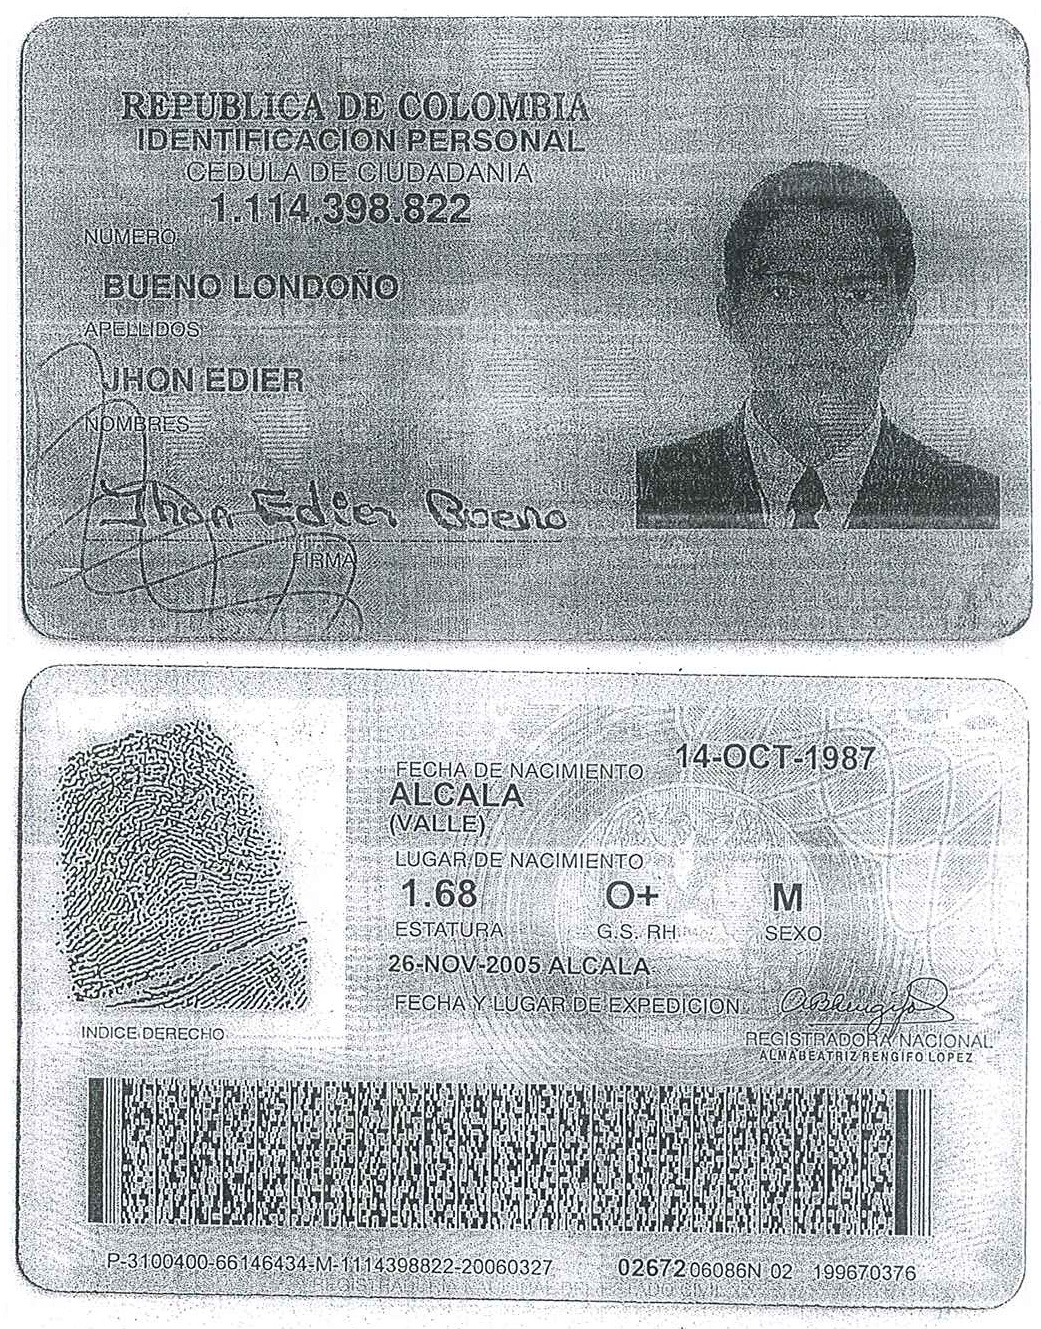 REPUBLICA DE COLOMBIA
IDENTIFICACION PERSONAL
CEDULA DE CIUDADANIA
1.114.398.822
NUMERO
BUENO LONDOÑO
APELLIDOS
JHON EDIER
NOMBRES
Jhon Edier Bueno
FIRMA
FECHA DE NACIMIENTO 14-OCT-1987
ALCALA
(VALLE)
LUGAR DE NACIMIENTO
1.68 O+ M
ESTATURA G.S. RH SEXO
26-NOV-2005 ALCALA
FECHA Y LUGAR DE EXPEDICION
INDICE DERECHO
REGISTRADORA NACIONAL
ALMABEATRIZ RENGIFO LOPEZ
P-3100400-66146434-M-1114398822-20060327 02672 06086N 02 199670376